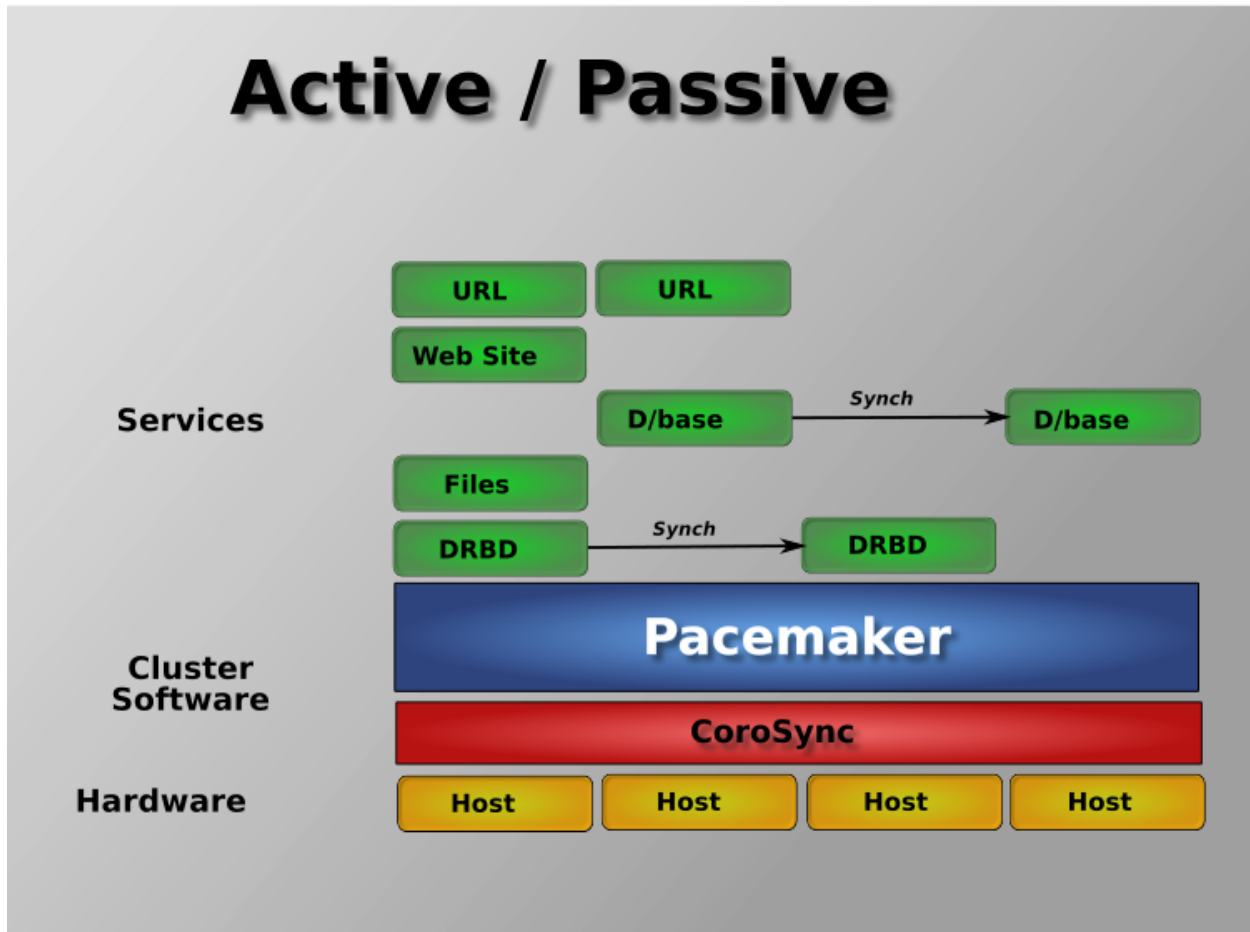 Active / Passive
URL
URL
Web Site
Services
D/base
Synch
D/base
Files
DRBD
Synch
DRBD
Pacemaker
Cluster
Software
CoroSync
Hardware
Host
Host
Host
Host